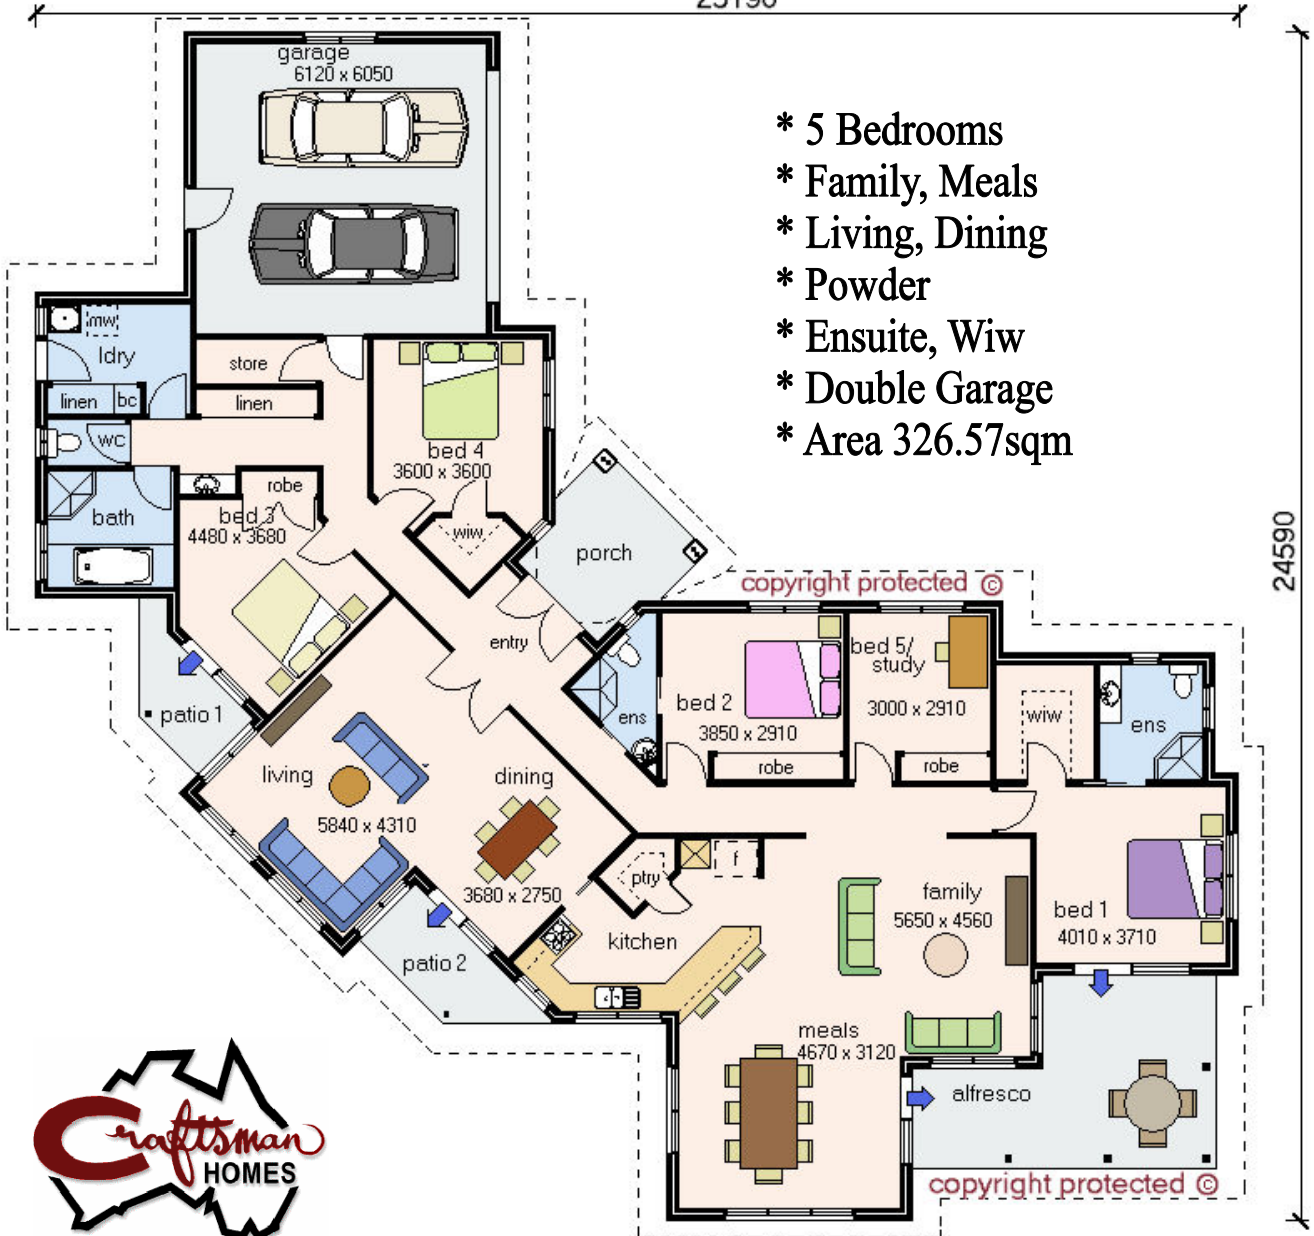 garage
6120 x 6050
* 5 Bedrooms
* Family, Meals
* Living, Dining
* Powder
* Ensuite, Wiw
* Double Garage
* Area 326.57sqm
mw
ldry
linen
bc
store
linen
wc
bath
robe
bed 3
4480 x 3680
bed 4
3600 x 3600
wiw
porch
copyright protected ©
24590
entry
patio 1
living
5840 x 4310
dining
3680 x 2750
ens
bed 2
3850 x 2910
robe
bed 5/
study
3000 x 2910
robe
wiw
ens
ptry
f
kitchen
family
5650 x 4560
bed 1
4010 x 3710
patio 2
meals
4670 x 3120
alfresco
copyright protected ©
Craftsman
HOMES